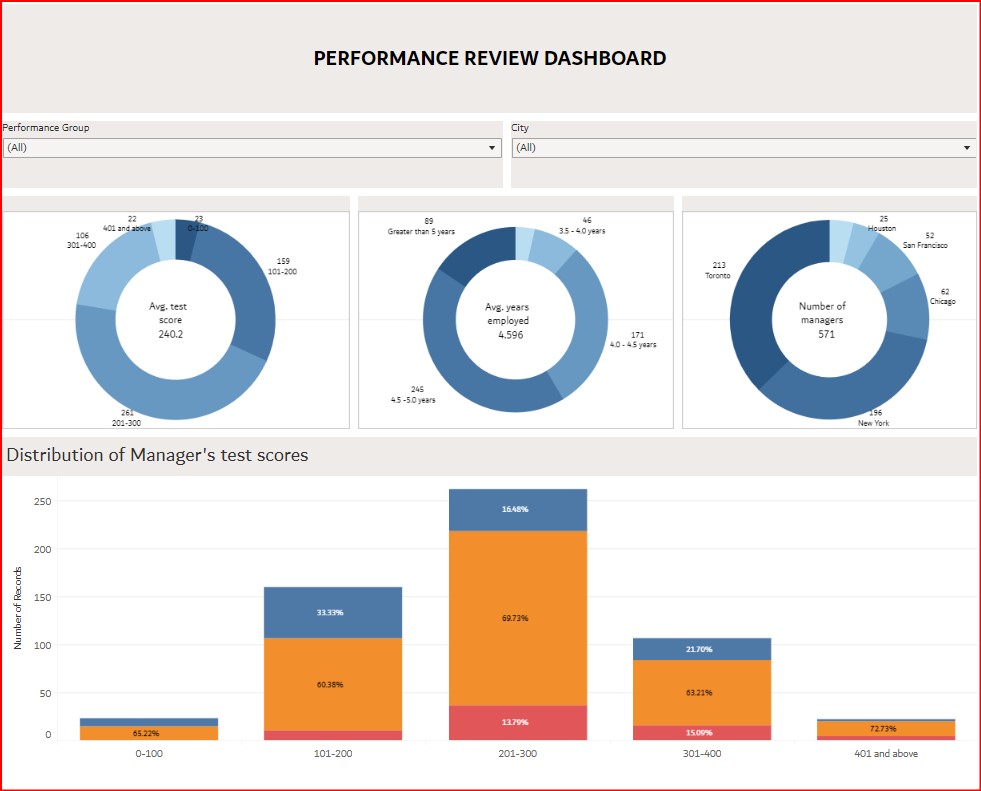 PERFORMANCE REVIEW DASHBOARD
Performance Group
(All)
City
(All)
22
401 and above
23
0-100
106
301-400
159
101-200
Avg. test
score
240.2
261
201-300
89
Greater than 5 years
46
3.5 - 4.0 years
Avg. years
employed
4.596
171
4.0 - 4.5 years
245
4.5 -5.0 years
25
Houston
52
San Francisco
213
Toronto
62
Chicago
Number of
managers
571
196
New York
Distribution of Manager's test scores
Number of Records
250
200
150
100
50
0
65.22%
33.33%
60.38%
16.48%
69.73%
13.79%
21.70%
63.21%
15.09%
72.73%
0-100
101-200
201-300
301-400
401 and above